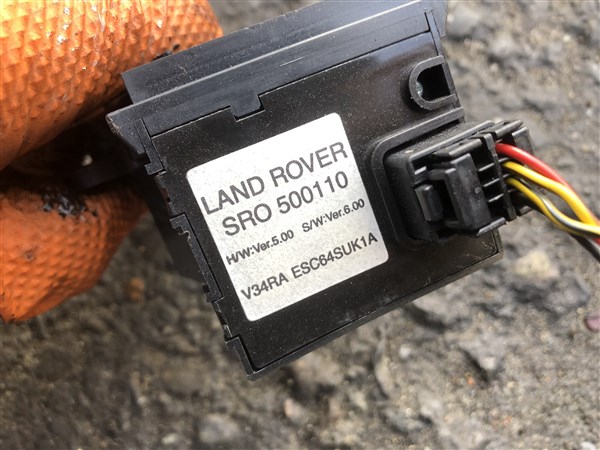 LAND ROVER
SRO 500110
H/W:Ver.5.00 S/W:Ver.6.00
V34RA ESC64SUK1A